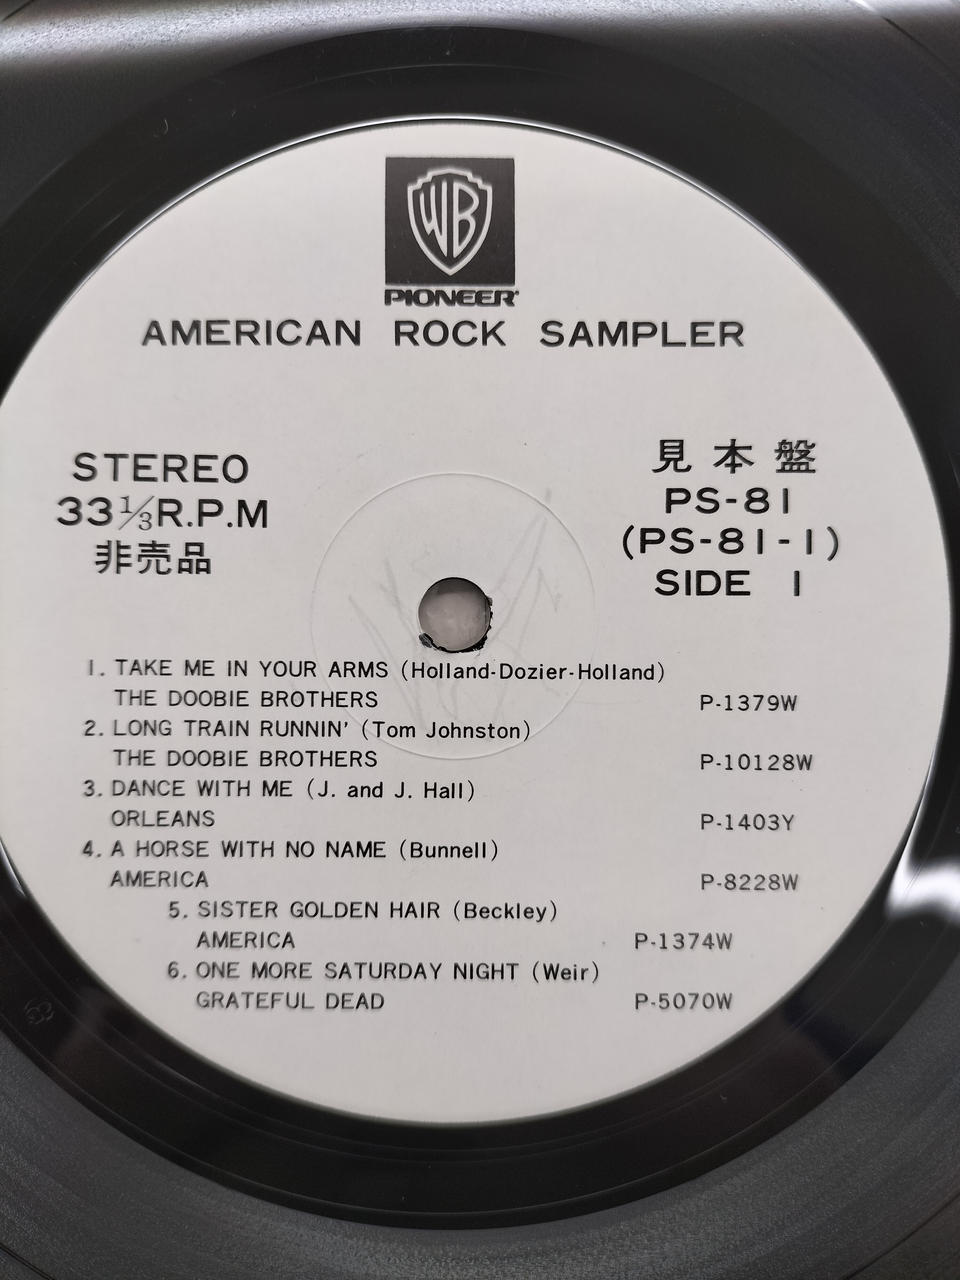 WB
PIONEER
AMERICAN ROCK SAMPLER
STEREO
33⅓R.P.M
非売品
見本盤
PS-81
(PS-81-1)
SIDE 1
1. TAKE ME IN YOUR ARMS (Holland-Dozier-Holland)
THE DOOBIE BROTHERS P-1379W
2. LONG TRAIN RUNNIN' (Tom Johnston)
THE DOOBIE BROTHERS P-10128W
3. DANCE WITH ME (J. and J. Hall)
ORLEANS P-1403Y
4. A HORSE WITH NO NAME (Bunnell)
AMERICA P-8228W
5. SISTER GOLDEN HAIR (Beckley)
AMERICA P-1374W
6. ONE MORE SATURDAY NIGHT (Weir)
GRATEFUL DEAD P-5070W